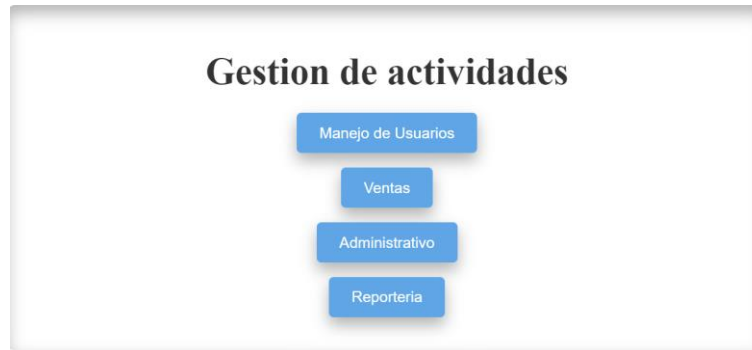 Gestion de actividades
Manejo de Usuarios
Ventas
Administrativo
Reporteria